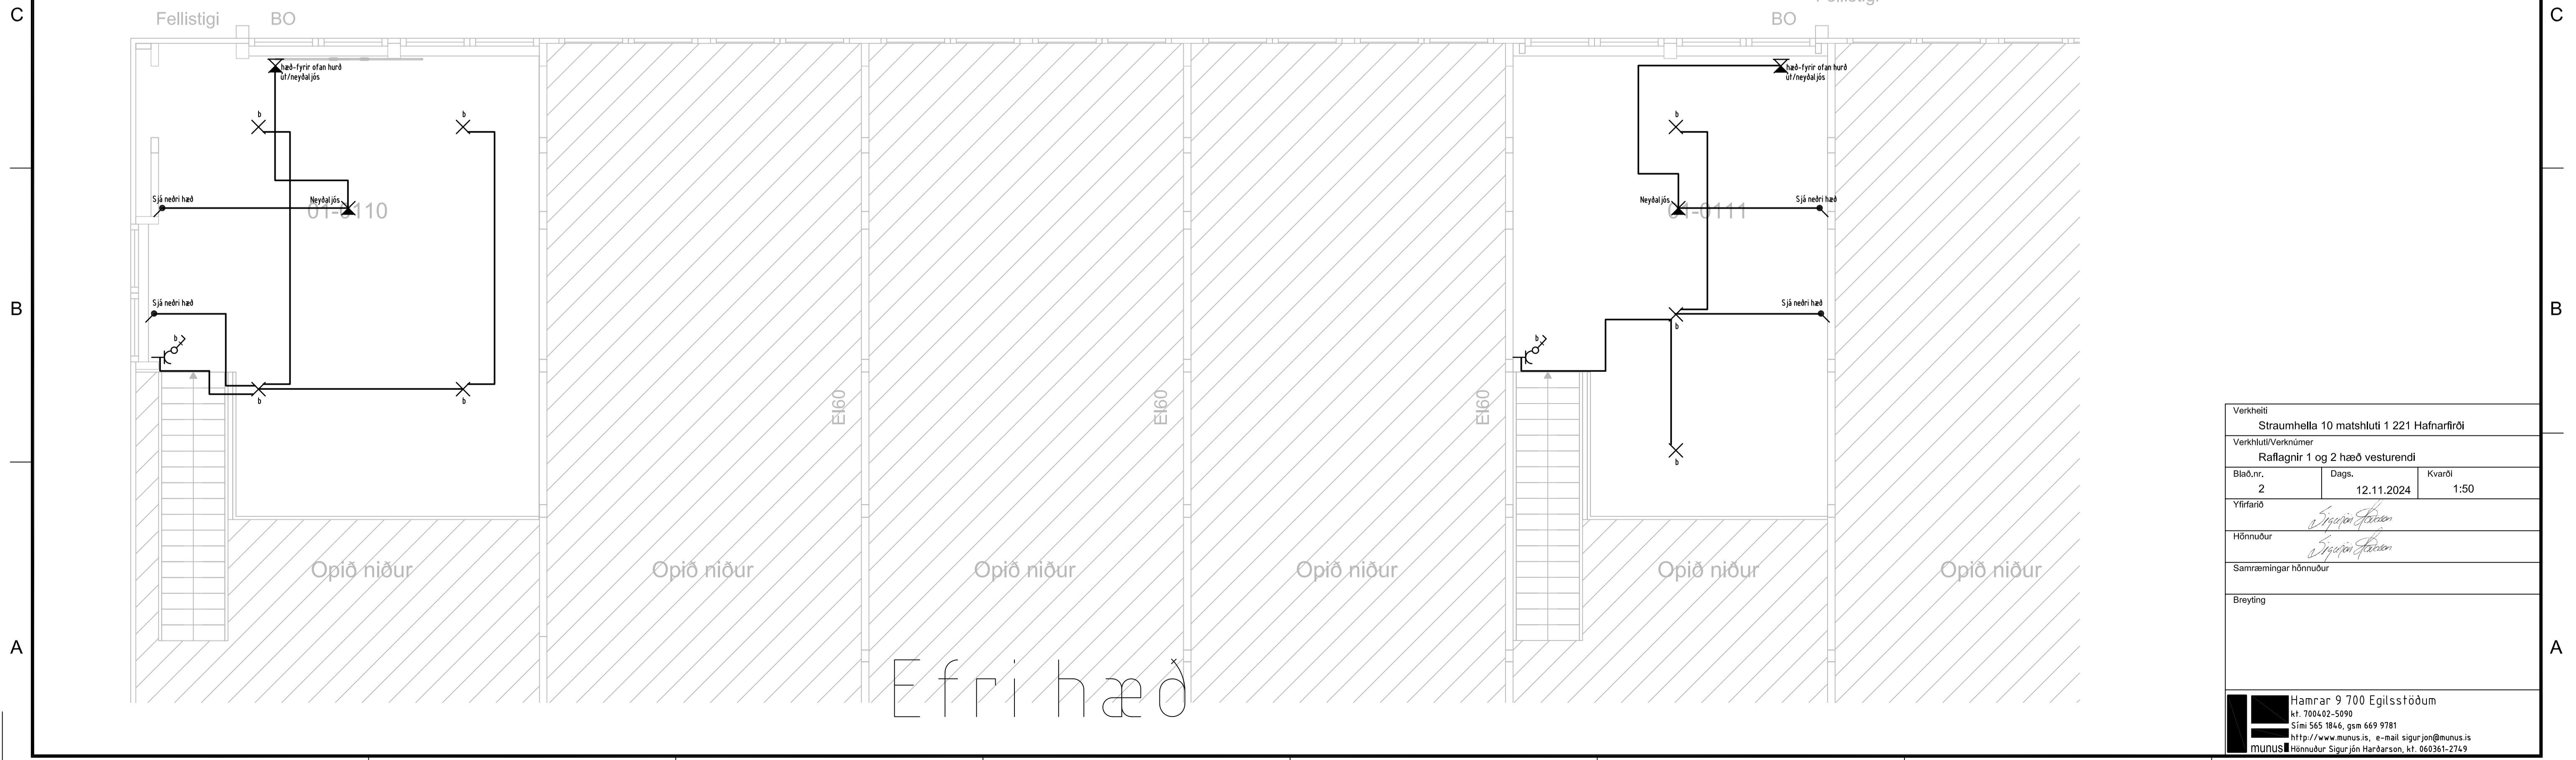 C
Fellistigi
BO
BO
C
hæð-fyrir ofan hurð
út/neyðaljós
hæð-fyrir ofan hurð
út/neyðaljós
b
b
b
Sjá neðri hæð
Neyðaljós
01-0110
Neyðaljós
01-0111
Sjá neðri hæð
B
Sjá neðri hæð
Sjá neðri hæð
B
b
b
b
b
b
b
b
EI60
EI60
EI60
Opið niður
Opið niður
Opið niður
Opið niður
Opið niður
Opið niður
A
Efri hæð
A
Verkheiti
Straumhella 10 matshluti 1 221 Hafnarfirði
Verkhluti/Verknúmer
Raflagnir 1 og 2 hæð vesturendi
Blað.nr.
Dags.
Kvarði
2
12.11.2024
1:50
Yfirfarið
Hönnuður
Samræmingar hönnuður
Breyting
Hamrar 9 700 Egilsstöðum
kt. 700402-5090
Sími 565 1846, gsm 669 9781
http://www.munus.is, e-mail sigurjon@munus.is
munus
Hönnuður Sigurjón Harðarson, kt. 060361-2749